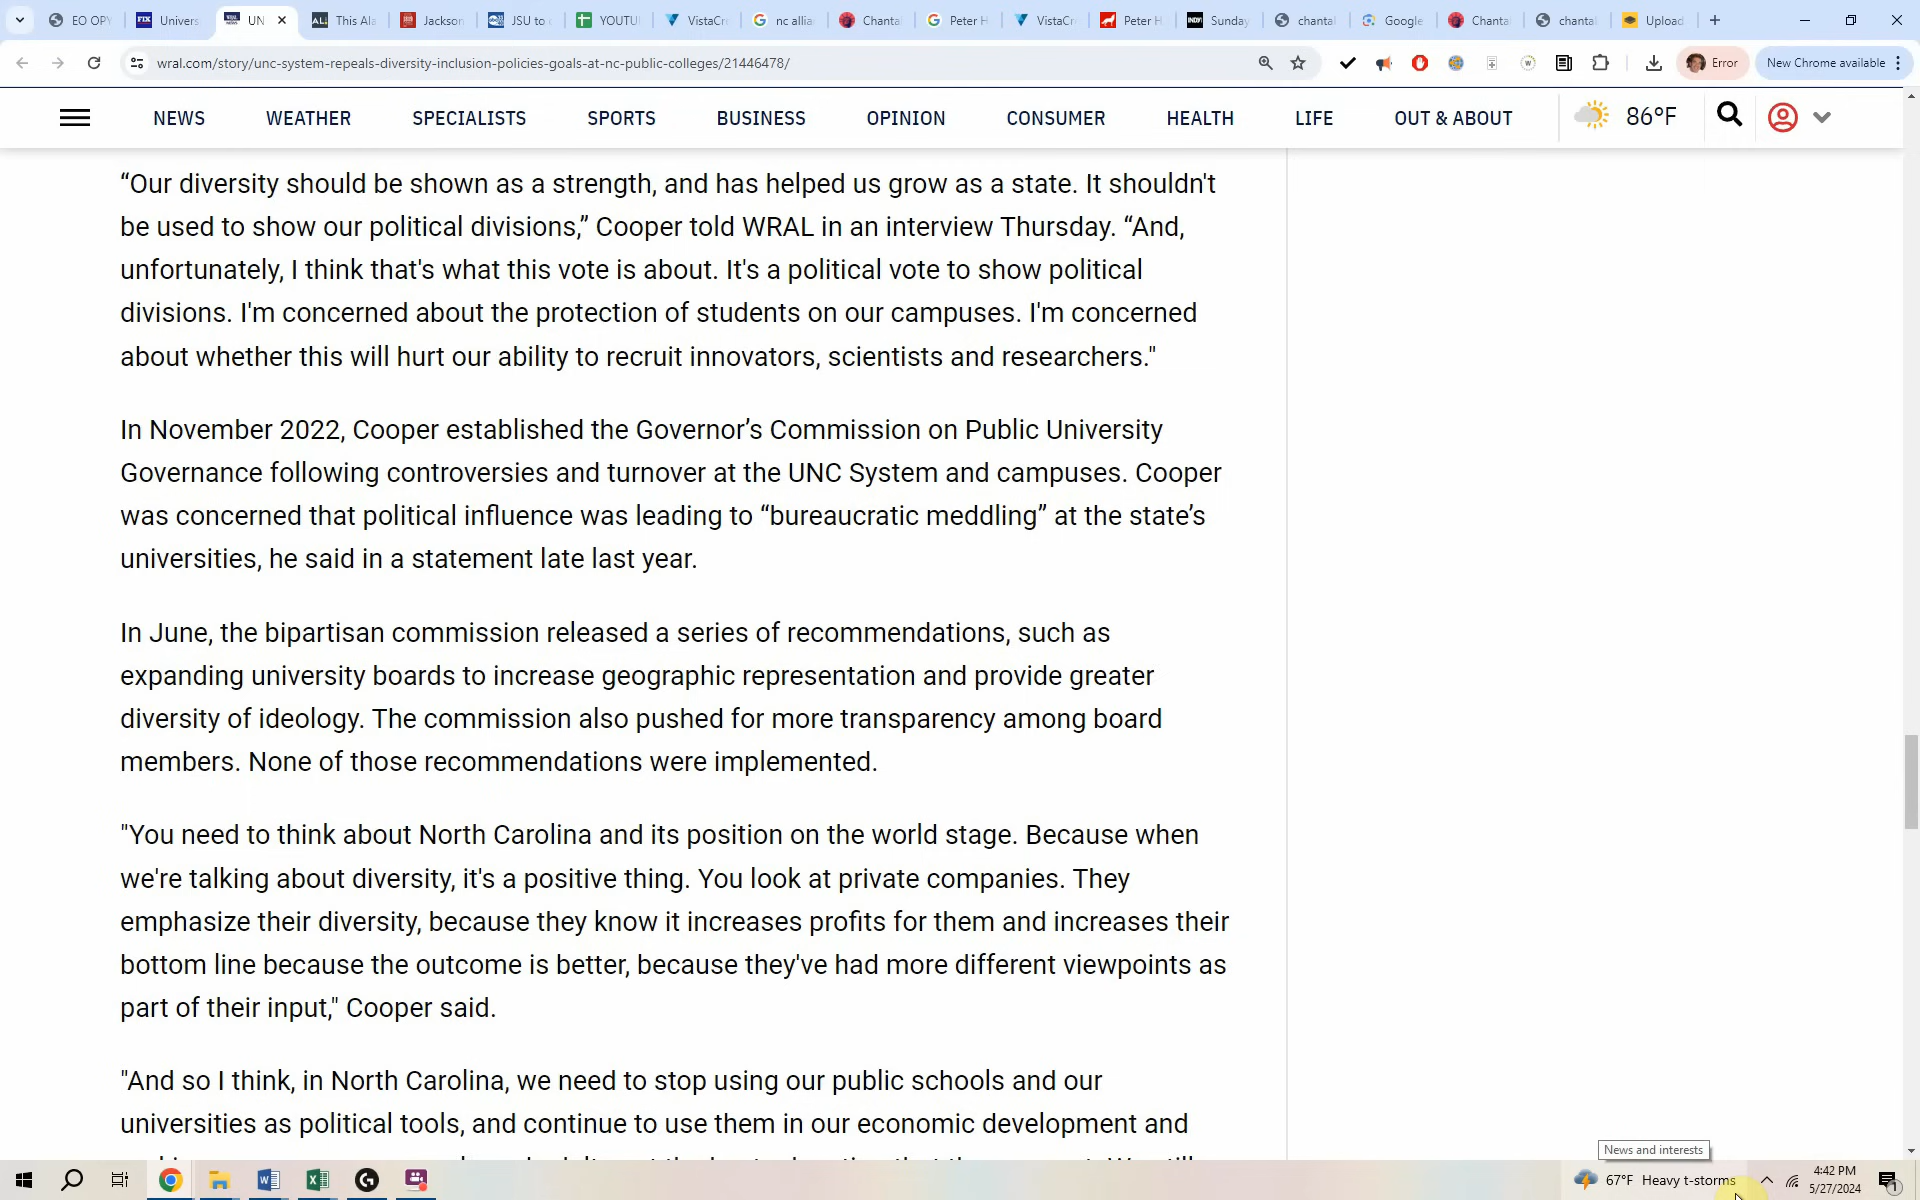 EO OPY
FIX Univers
UN
AL This Ala
Jackson
JSU to
YOUTU
VistaCr
nc allia
Chanta
Peter H
VistaCr
Peter H
INDY Sunday
chantal
Google
Chanta
chanta
Upload
wral.com/story/unc-system-repeals-diversity-inclusion-policies-goals-at-nc-public-colleges/21446478/
Error
New Chrome available
NEWS WEATHER SPECIALISTS SPORTS BUSINESS OPINION CONSUMER HEALTH LIFE OUT & ABOUT 86°F
“Our diversity should be shown as a strength, and has helped us grow as a state. It shouldn't
be used to show our political divisions,” Cooper told WRAL in an interview Thursday. “And,
unfortunately, I think that's what this vote is about. It's a political vote to show political
divisions. I'm concerned about the protection of students on our campuses. I'm concerned
about whether this will hurt our ability to recruit innovators, scientists and researchers."
In November 2022, Cooper established the Governor’s Commission on Public University
Governance following controversies and turnover at the UNC System and campuses. Cooper
was concerned that political influence was leading to “bureaucratic meddling” at the state’s
universities, he said in a statement late last year.
In June, the bipartisan commission released a series of recommendations, such as
expanding university boards to increase geographic representation and provide greater
diversity of ideology. The commission also pushed for more transparency among board
members. None of those recommendations were implemented.
"You need to think about North Carolina and its position on the world stage. Because when
we're talking about diversity, it's a positive thing. You look at private companies. They
emphasize their diversity, because they know it increases profits for them and increases their
bottom line because the outcome is better, because they've had more different viewpoints as
part of their input," Cooper said.
"And so I think, in North Carolina, we need to stop using our public schools and our
universities as political tools, and continue to use them in our economic development and
News and interests
67°F Heavy t-storms
4:42 PM
5/27/2024
1